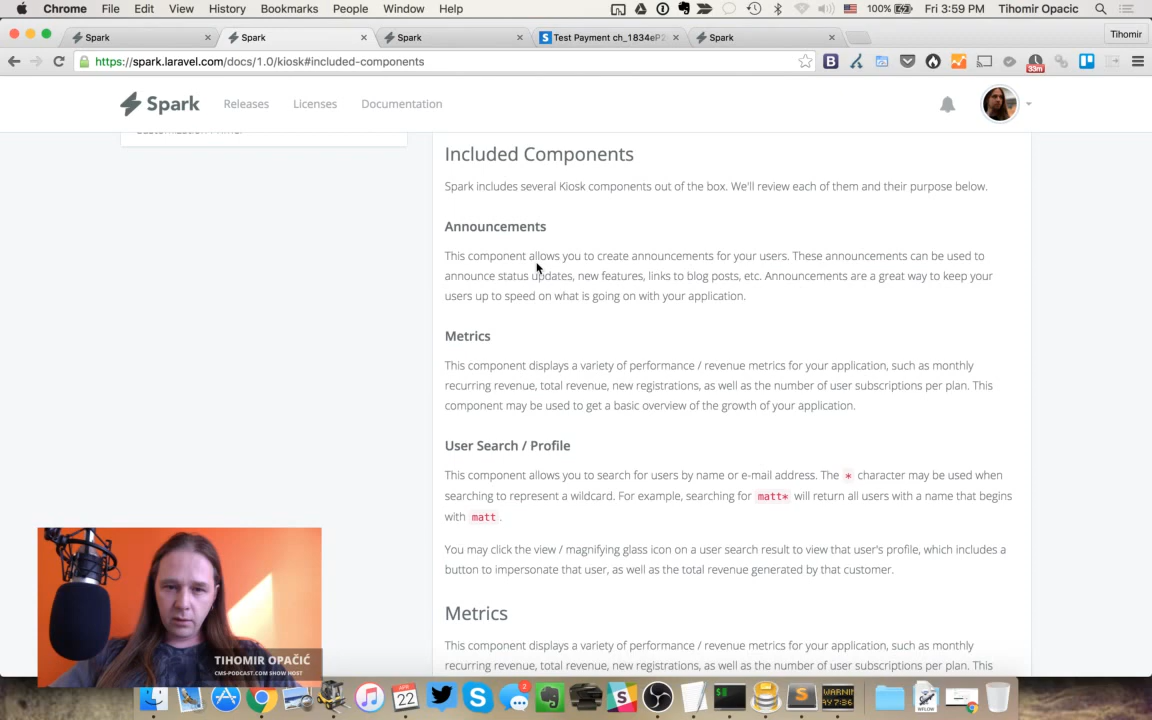 Chrome File Edit View History Bookmarks People Window Help 100% Fri 3:59 PM Tihomir Opacic
Spark Spark Spark Test Payment ch_1834eP2 Spark Tihomir
https://spark.laravel.com/docs/1.0/kiosk#included-components 33m
Spark Releases Licenses Documentation
Included Components
Spark includes several Kiosk components out of the box. We'll review each of them and their purpose below.
Announcements
This component allows you to create announcements for your users. These announcements can be used to
announce status updates, new features, links to blog posts, etc. Announcements are a great way to keep your
users up to speed on what is going on with your application.
Metrics
This component displays a variety of performance / revenue metrics for your application, such as monthly
recurring revenue, total revenue, new registrations, as well as the number of user subscriptions per plan. This
component may be used to get a basic overview of the growth of your application.
User Search / Profile
This component allows you to search for users by name or e-mail address. The * character may be used when
searching to represent a wildcard. For example, searching for matt* will return all users with a name that begins
with matt.
You may click the view / magnifying glass icon on a user search result to view that user's profile, which includes a
button to impersonate that user, as well as the total revenue generated by that customer.
Metrics
This component displays a variety of performance / revenue metrics for your application, such as monthly
recurring revenue, total revenue, new registrations, as well as the number of user subscriptions per plan. This
TIHOMIR OPAČIĆ
CMS-PODCAST.COM SHOW HOST
APR
22
2
WARNIN
AY 7:36